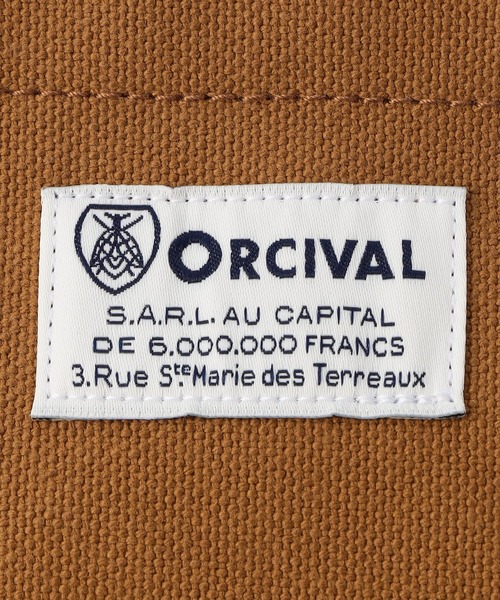 ORCIVAL
S.A.R.L. AU CAPITAL
DE 6.000.000 FRANCS
3.Rue Ste Marie des Terreaux